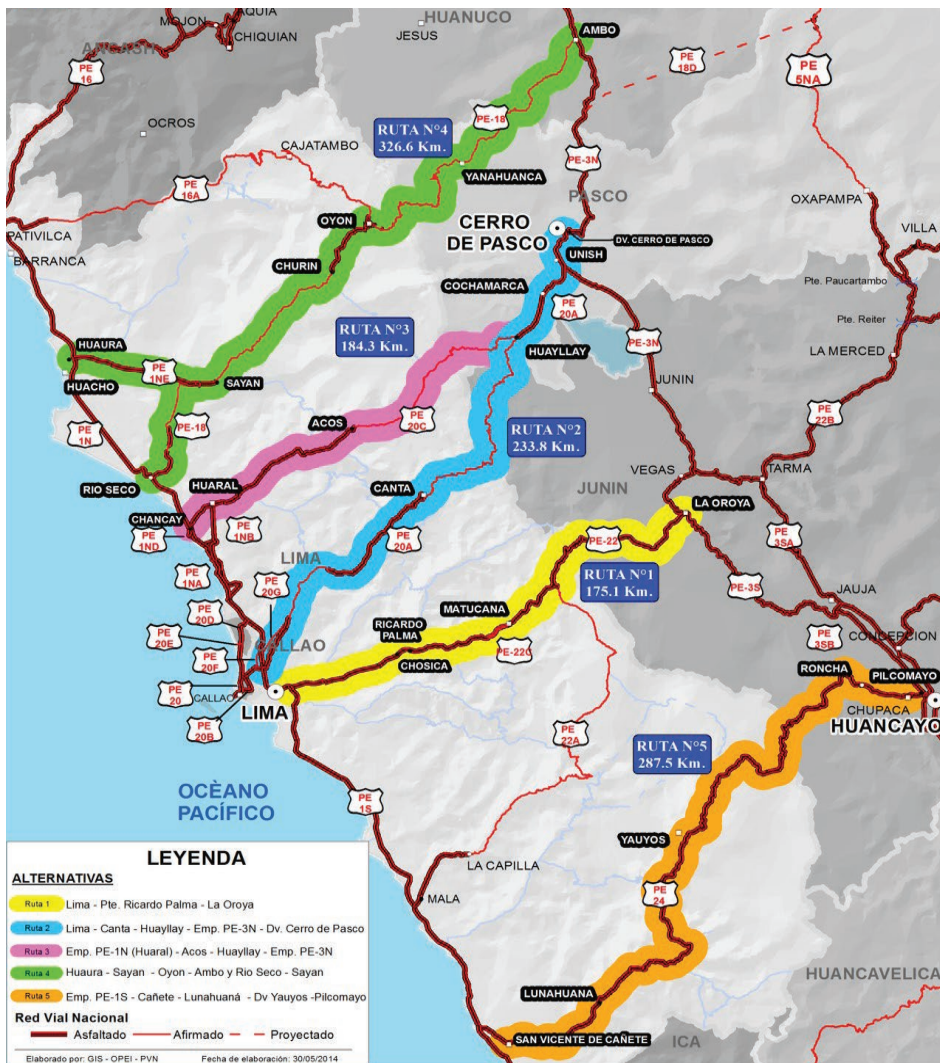 AQUIA
MOJON
CHIQUIAN
ANCASH
PE
16
OCROS
HUANUCO
JESUS
AMBO
PE
18D
PE
5NA
CAJATAMBO
PE
16A
RUTA N°4
326.6 Km.
PE-18
YANAHUANCA
PE-3N
PASCO
OXAPAMPA
VILLA
PATIVILCA
BARRANCA
OYON
CERRO
DE PASCO
DV. CERRO DE PASCO
UNISH
CHURIN
COCHAMARCA
Pte. Paucartambo
PE
20A
Pte. Reiter
RUTA N°3
184.3 Km.
HUAURA
HUACHO
PE
1NE
SAYAN
HUAYLLAY
PE-3N
LA MERCED
JUNIN
PE
1N
PE-18
ACOS
PE
20C
PE
22B
RUTA N°2
233.8 Km.
RIO SECO
HUARAL
CANTA
VEGAS
TARMA
JUNIN
CHANCAY
PE
1ND
PE
1NB
PE
20A
LA OROYA
PE
3SA
LIMA
PE
1NA
PE
20G
PE-22
RUTA N°1
175.1 Km.
PE-3S
JAUJA
PE
20D
PE
20E
MATUCANA
RICARDO
PALMA
PE
3SB
CONCEPCION
CALLAO
PE
20F
CHOSICA
PE-22C
RONCHA
PILCOMAYO
PE
20
CALLAO
LIMA
CHUPACA
HUANCAYO
PE
20B
PE
22A
RUTA N°5
287.5 Km.
OCÈANO
PACÍFICO
PE
1S
YAUYOS
LA CAPILLA
MALA
PE
24
LUNAHUANA
HUANCAVELICA
SAN VICENTE DE CAÑETE
ICA
LEYENDA
ALTERNATIVAS
Ruta 1 Lima - Pte. Ricardo Palma - La Oroya
Ruta 2 Lima - Canta - Huayllay - Emp. PE-3N - Dv. Cerro de Pasco
Ruta 3 Emp. PE-1N (Huaral) - Acos - Huayllay - Emp. PE-3N
Ruta 4 Huaura - Sayan - Oyon - Ambo y Rio Seco - Sayan
Ruta 5 Emp. PE-1S - Cañete - Lunahuaná - Dv Yauyos -Pilcomayo
Red Vial Nacional
Asfaltado Afirmado Proyectado
Elaborado por: GIS - OPEI - PVN Fecha de elaboración: 30/05/2014